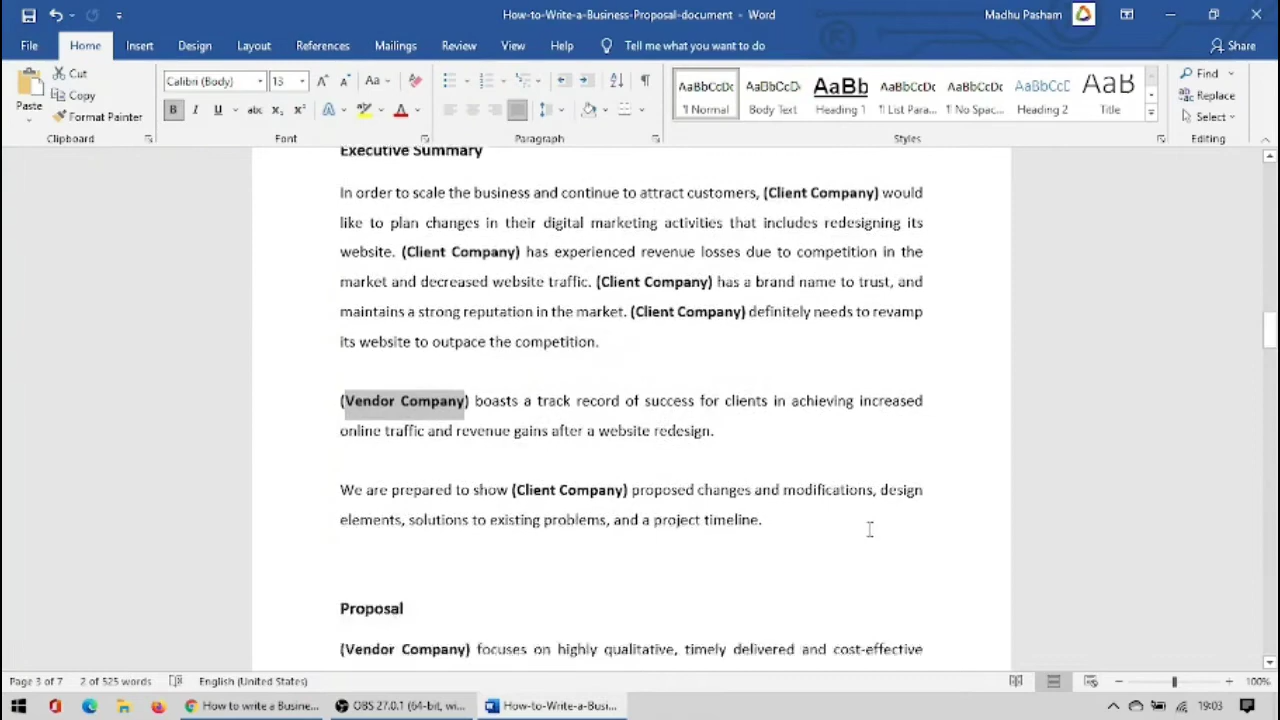 How-to-Write-a-Business-Proposal-document - Word
Madhu Pasham
File Home Insert Design Layout References Mailings Review View Help Tell me what you want to do Share
Paste Cut Copy Format Painter
Calibri (Body) 13
¶ Normal Body Text Heading 1 ¶ List Para... ¶ No Spac... Heading 2 Title
Find Replace Select
Clipboard Font Paragraph Styles Editing
Executive Summary
In order to scale the business and continue to attract customers, (Client Company) would
like to plan changes in their digital marketing activities that includes redesigning its
website. (Client Company) has experienced revenue losses due to competition in the
market and decreased website traffic. (Client Company) has a brand name to trust, and
maintains a strong reputation in the market. (Client Company) definitely needs to revamp
its website to outpace the competition.
(Vendor Company) boasts a track record of success for clients in achieving increased
online traffic and revenue gains after a website redesign.
We are prepared to show (Client Company) proposed changes and modifications, design
elements, solutions to existing problems, and a project timeline.
Proposal
(Vendor Company) focuses on highly qualitative, timely delivered and cost-effective
Page 3 of 7 2 of 525 words English (United States) 100%
How to write a Busine... OBS 27.0.1 (64-bit, wi... How-to-Write-a-Busi... 19:03